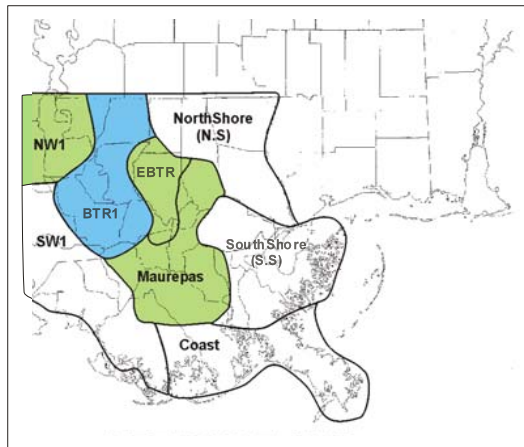 NorthShore
(N.S)
NW1
EBTR
BTR1
SW1
SouthShore
(S.S)
Maurepas
Coast